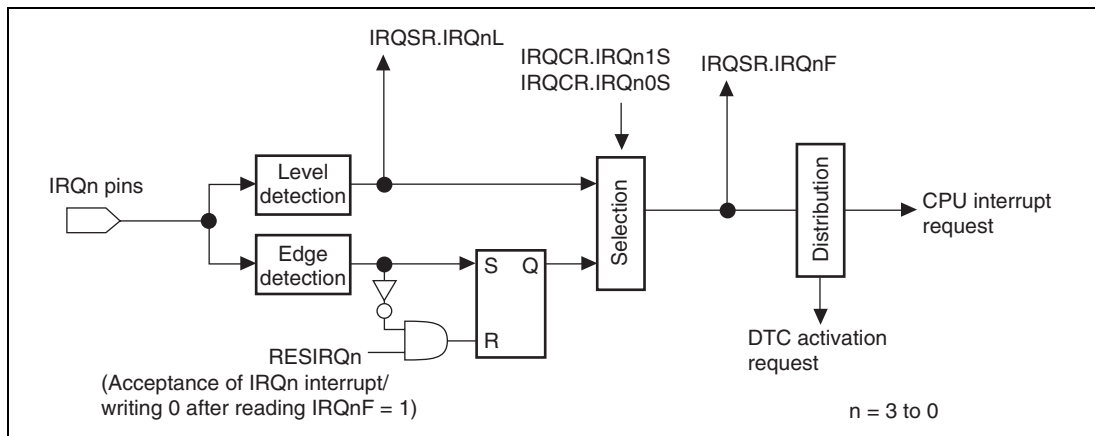 IRQSR.IRQnL
IRQCR.IRQn1S
IRQCR.IRQn0S
IRQSR.IRQnF
IRQn pins
Level
detection
Edge
detection
S Q
R
Selection
Distribution
CPU interrupt
request
DTC activation
request
RESIRQn
(Acceptance of IRQn interrupt/
writing 0 after reading IRQnF = 1)
n = 3 to 0